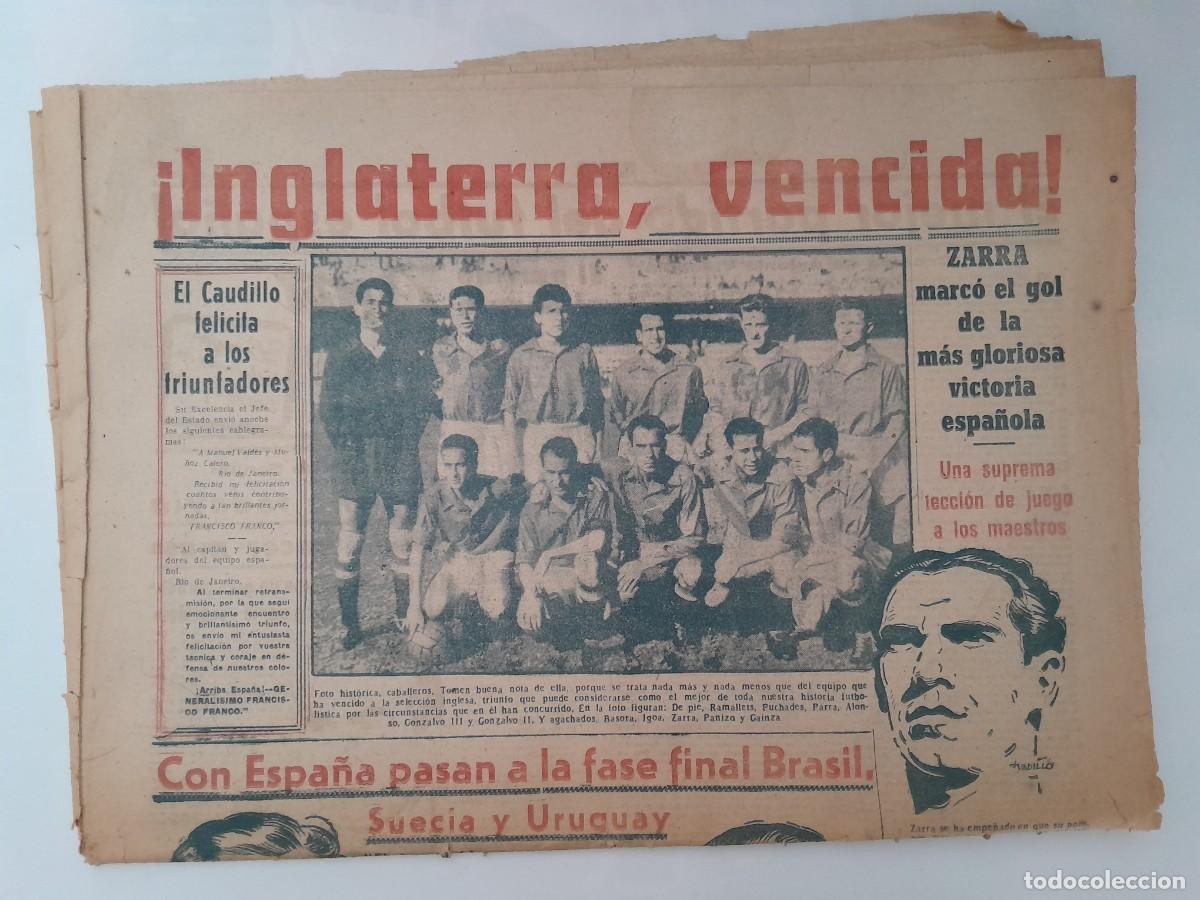 ¡Inglaterra, vencida!
El Caudillo
felicita
a los
triunfadores
Su Excelencia el Jefe
del Estado envió anoche
los siguientes cablegra-
mas:
"A Manuel Valdés y Mu-
ñoz Calero.
Río de Janeiro.
Recibid mi felicitación
cuantos venís contribu-
yendo a tan brillantes jor-
nadas.
FRANCISCO FRANCO."
"Al capitán y juga-
dores del equipo espa-
ñol.
Río de Janeiro.
Al terminar retrans-
misión, por la que seguí
emocionante encuentro
y brillantísimo triunfo,
os envío mi entusiasta
felicitación por vuestra
técnica y coraje en de-
fensa de nuestros colo-
res.
¡Arriba España!--GE-
NERALISIMO FRANCIS-
CO FRANCO."
Foto histórica, caballeros, Tomen buena nota de ella, porque se trata nada más y nada menos que del equipo que
ha vencido a la selección inglesa, triunfo que puede considerarse como el mejor de toda nuestra historia futbo-
lística por las circunstancias que en él han concurrido. En la foto figuran: De pie, Ramallets, Puchades, Parra, Alon-
so, Gonzalvo III y Gonzalvo II, Y agachados, Basora, Igoa, Zarra, Panizo y Gainza
ZARRA
marcó el gol
de la
más gloriosa
victoria
española
Una suprema
lección de juego
a los maestros
Con España pasan a la fase final Brasil,
Suecia y Uruguay
Zarra se ha empeñado en que su
todocoleccion